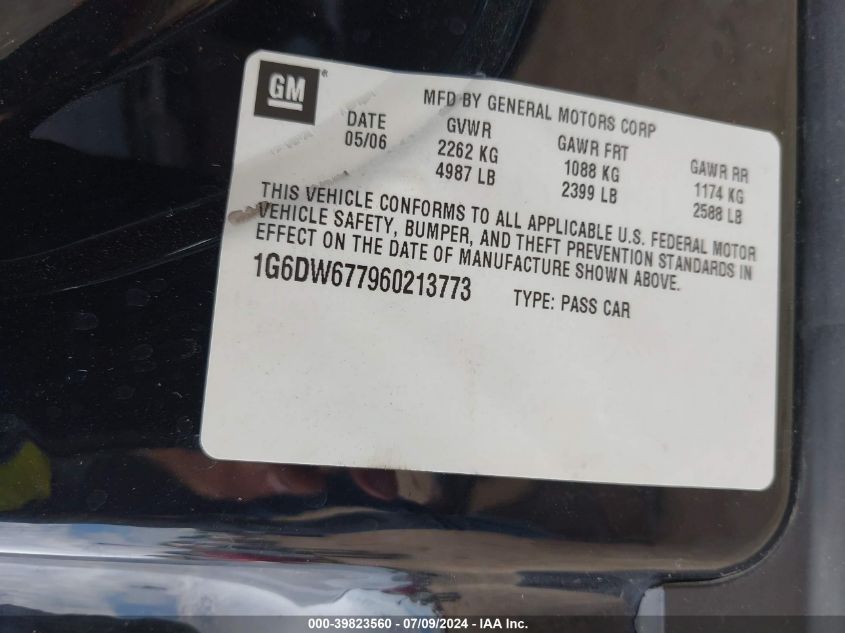 GM®
MFD BY GENERAL MOTORS CORP
DATE GVWR GAWR FRT GAWR RR
05/06 2262 KG 1088 KG 1174 KG
4987 LB 2399 LB 2588 LB
THIS VEHICLE CONFORMS TO ALL APPLICABLE U.S. FEDERAL MOTOR
VEHICLE SAFETY, BUMPER, AND THEFT PREVENTION STANDARDS IN
EFFECT ON THE DATE OF MANUFACTURE SHOWN ABOVE.
1G6DW677960213773 TYPE: PASS CAR
000-39823560 - 07/09/2024 - IAA Inc.